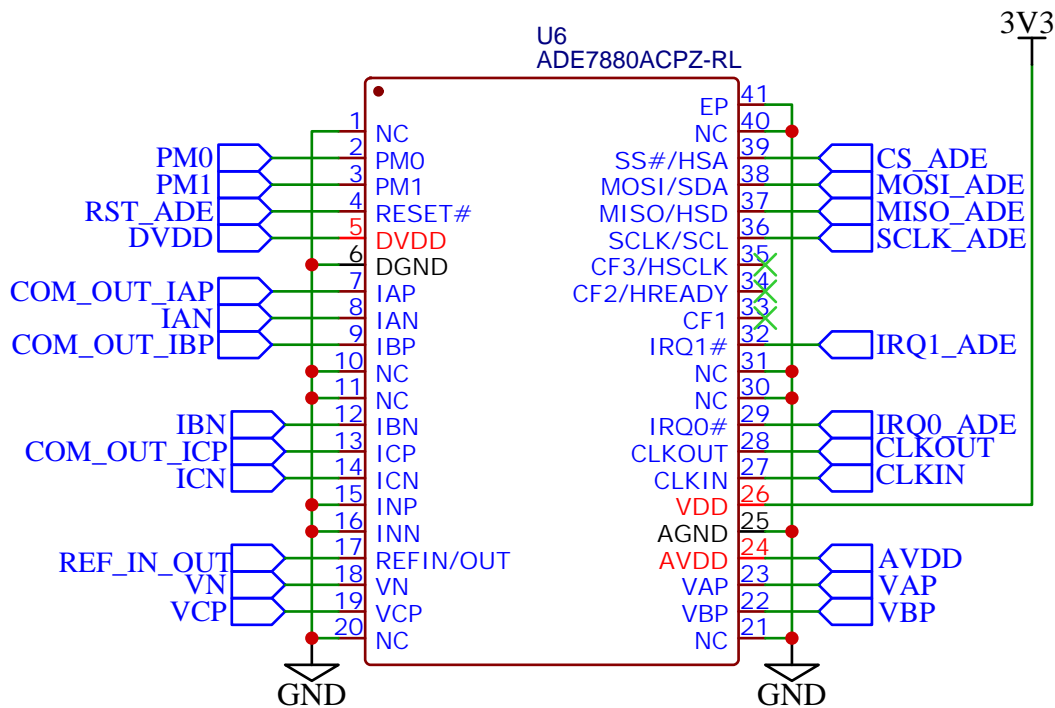 3V3
U6
ADE7880ACPZ-RL
EP 41
1 NC
NC 40
PM0 2 PM0
SS#/HSA 39 CS_ADE
PM1 3 PM1
MOSI/SDA 38 MOSI_ADE
RST_ADE 4 RESET#
MISO/HSD 37 MISO_ADE
DVDD 5 DVDD
SCLK/SCL 36 SCLK_ADE
6 DGND
CF3/HSCLK 35
COM_OUT_IAP 7 IAP
CF2/HREADY 34
IAN 8 IAN
CF1 33
COM_OUT_IBP 9 IBP
IRQ1# 32 IRQ1_ADE
10 NC
NC 31
11 NC
NC 30
IBN 12 IBN
IRQ0# 29 IRQ0_ADE
COM_OUT_ICP 13 ICP
CLKOUT 28 CLKOUT
ICN 14 ICN
CLKIN 27 CLKIN
15 INP
VDD 26
16 INN
AGND 25
REF_IN_OUT 17 REFIN/OUT
AVDD 24 AVDD
VN 18 VN
VAP 23 VAP
VCP 19 VCP
VBP 22 VBP
20 NC
NC 21
GND
GND